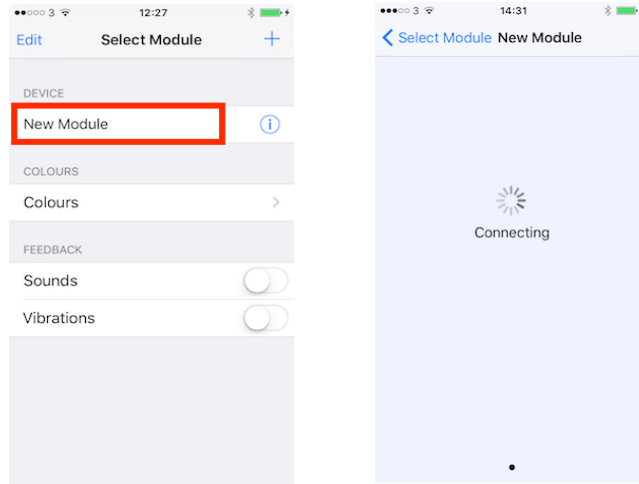 3 12:27
Edit Select Module +
DEVICE
New Module
COLOURS
Colours
FEEDBACK
Sounds
Vibrations
3 14:31
Select Module New Module
Connecting